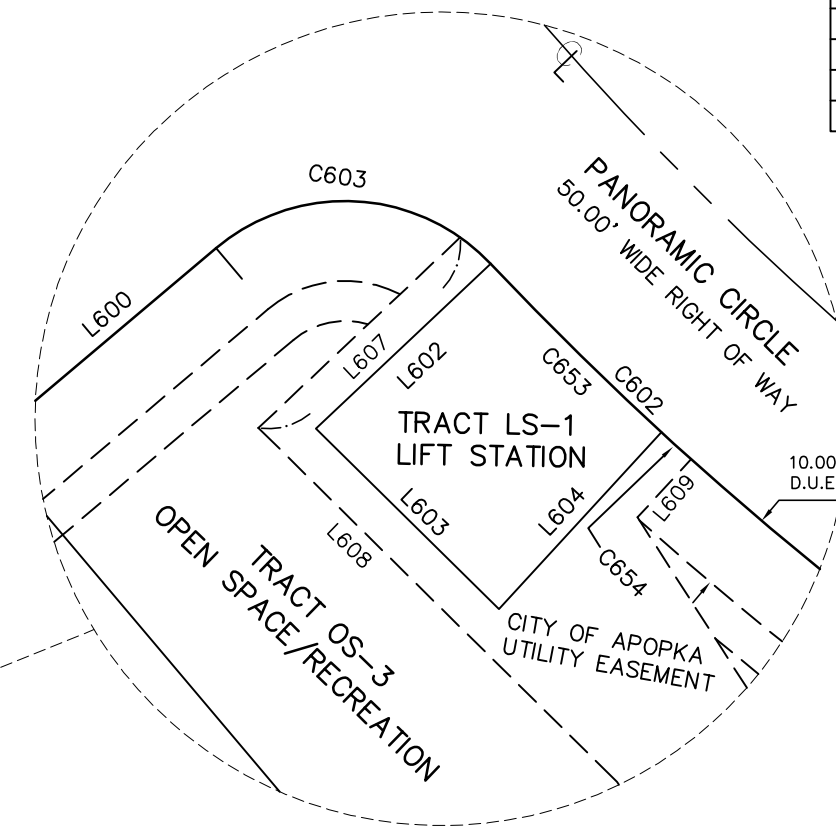 C603
PANORAMIC CIRCLE
50.00' WIDE RIGHT OF WAY
L600
L607
L602
C653
C602
TRACT LS-1
LIFT STATION
10.00
D.U.E
L603
L604
L609
L608
C654
TRACT OS-3
OPEN SPACE/RECREATION
CITY OF APOPKA
UTILITY EASEMENT